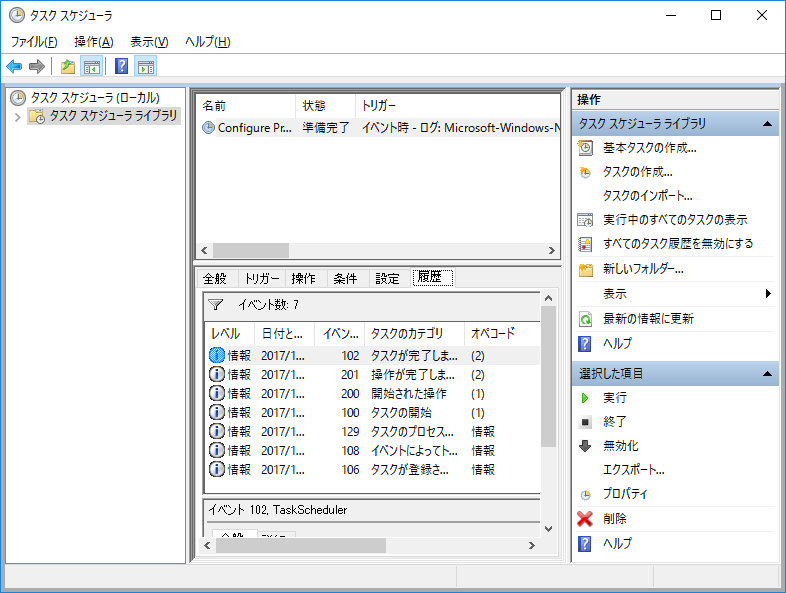 タスク スケジューラ
ファイル(F) 操作(A) 表示(V) ヘルプ(H)
タスク スケジューラ (ローカル)
タスク スケジューラ ライブラリ
名前 状態 トリガー
Configure Pr... 準備完了 イベント時 - ログ: Microsoft-Windows-N
全般 トリガー 操作 条件 設定 履歴
イベント数: 7
レベル 日付と... イベン... タスクのカテゴリ オペコード
情報 2017/1... 102 タスクが完了しま... (2)
情報 2017/1... 201 操作が完了しま... (2)
情報 2017/1... 200 開始された操作 (1)
情報 2017/1... 100 タスクの開始 (1)
情報 2017/1... 129 タスクのプロセス... 情報
情報 2017/1... 108 イベントによってト... 情報
情報 2017/1... 106 タスクが登録さ... 情報
イベント 102, TaskScheduler
操作
タスク スケジューラ ライブラリ
基本タスクの作成...
タスクの作成...
タスクのインポート...
実行中のすべてのタスクの表示
すべてのタスク履歴を無効にする
新しいフォルダー...
表示
最新の情報に更新
ヘルプ
選択した項目
実行
終了
無効化
エクスポート...
プロパティ
削除
ヘルプ